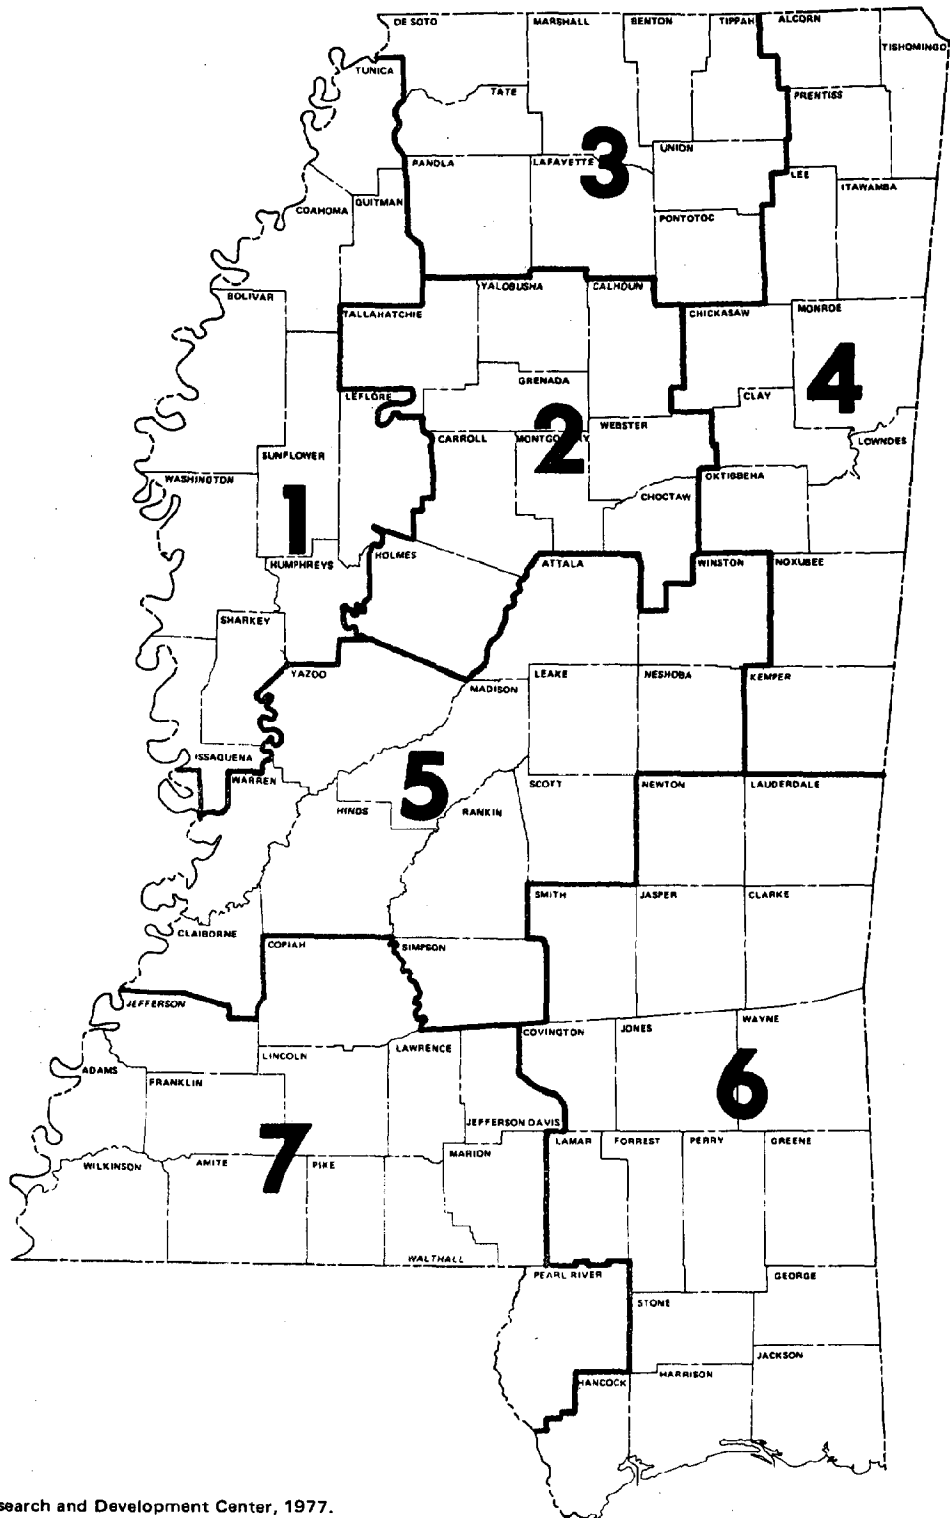 DE SOTO
MARSHALL
BENTON
TIPPAH
ALCORN
TISHOMINGO
TUNICA
TATE
PRENTISS
3
UNION
PANOLA
LAFAYETTE
LEE
ITAWAMBA
QUITMAN
COAHOMA
PONTOTOC
BOLIVAR
YALOBUSHA
CALHOUN
TALLAHATCHIE
CHICKASAW
MONROE
4
GRENADA
LEFLORE
CLAY
2
WEBSTER
CARROLL
MONTGOMERY
LOWNDES
SUNFLOWER
WASHINGTON
OKTIBBEHA
CHOCTAW
1
HOLMES
HUMPHREYS
ATTALA
WINSTON
NOXUBEE
SHARKEY
YAZOO
LEAKE
NESHOBA
KEMPER
MADISON
ISSAQUENA
WARREN
5
SCOTT
NEWTON
LAUDERDALE
HINDS
RANKIN
SMITH
JASPER
CLARKE
CLAIBORNE
COPIAH
SIMPSON
JEFFERSON
WAYNE
COVINGTON
JONES
LAWRENCE
LINCOLN
ADAMS
FRANKLIN
6
JEFFERSON DAVIS
LAMAR
FORREST
PERRY
GREENE
7
MARION
WILKINSON
AMITE
PIKE
WALTHALL
PEARL RIVER
GEORGE
STONE
JACKSON
HANCOCK
HARRISON
search and Development Center, 1977.